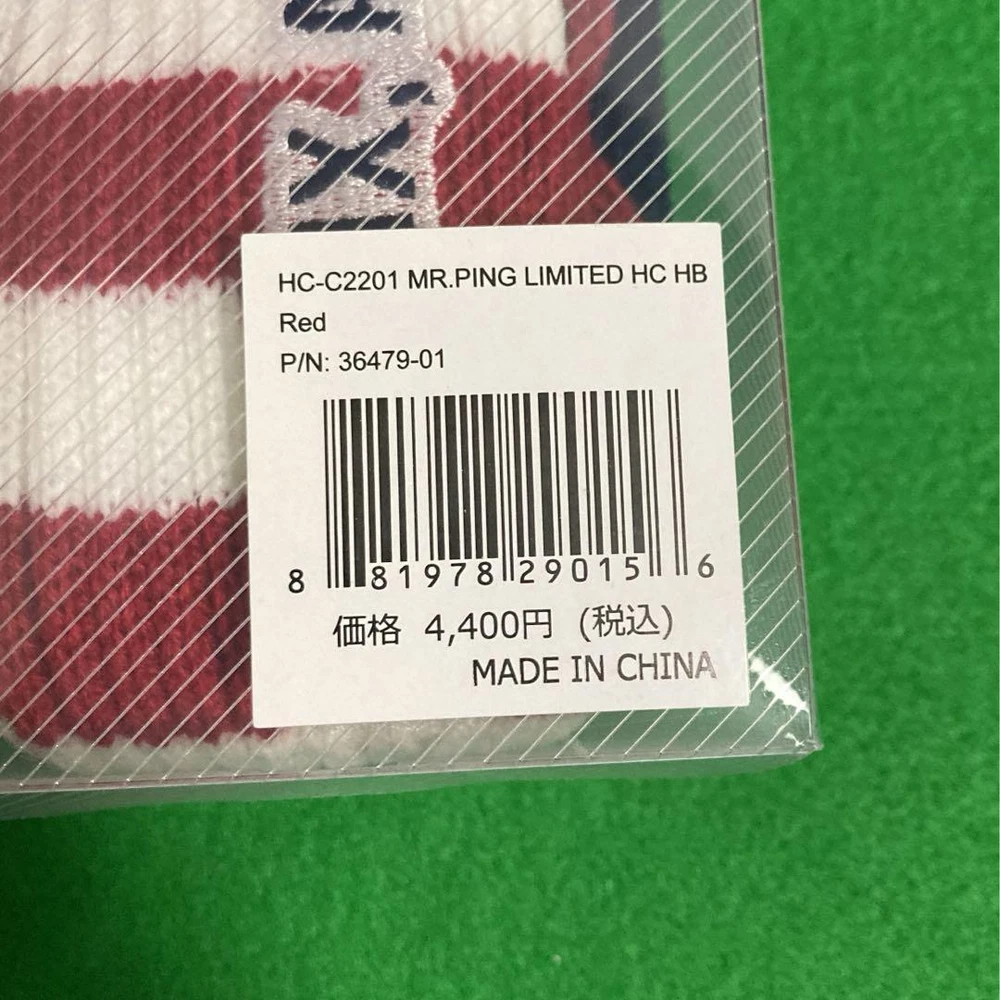 IX, A
HC-C2201 MR.PING LIMITED HC HB
Red
P/N: 36479-01
8 81978 29015 6
価格 4,400円 (税込)
MADE IN CHINA